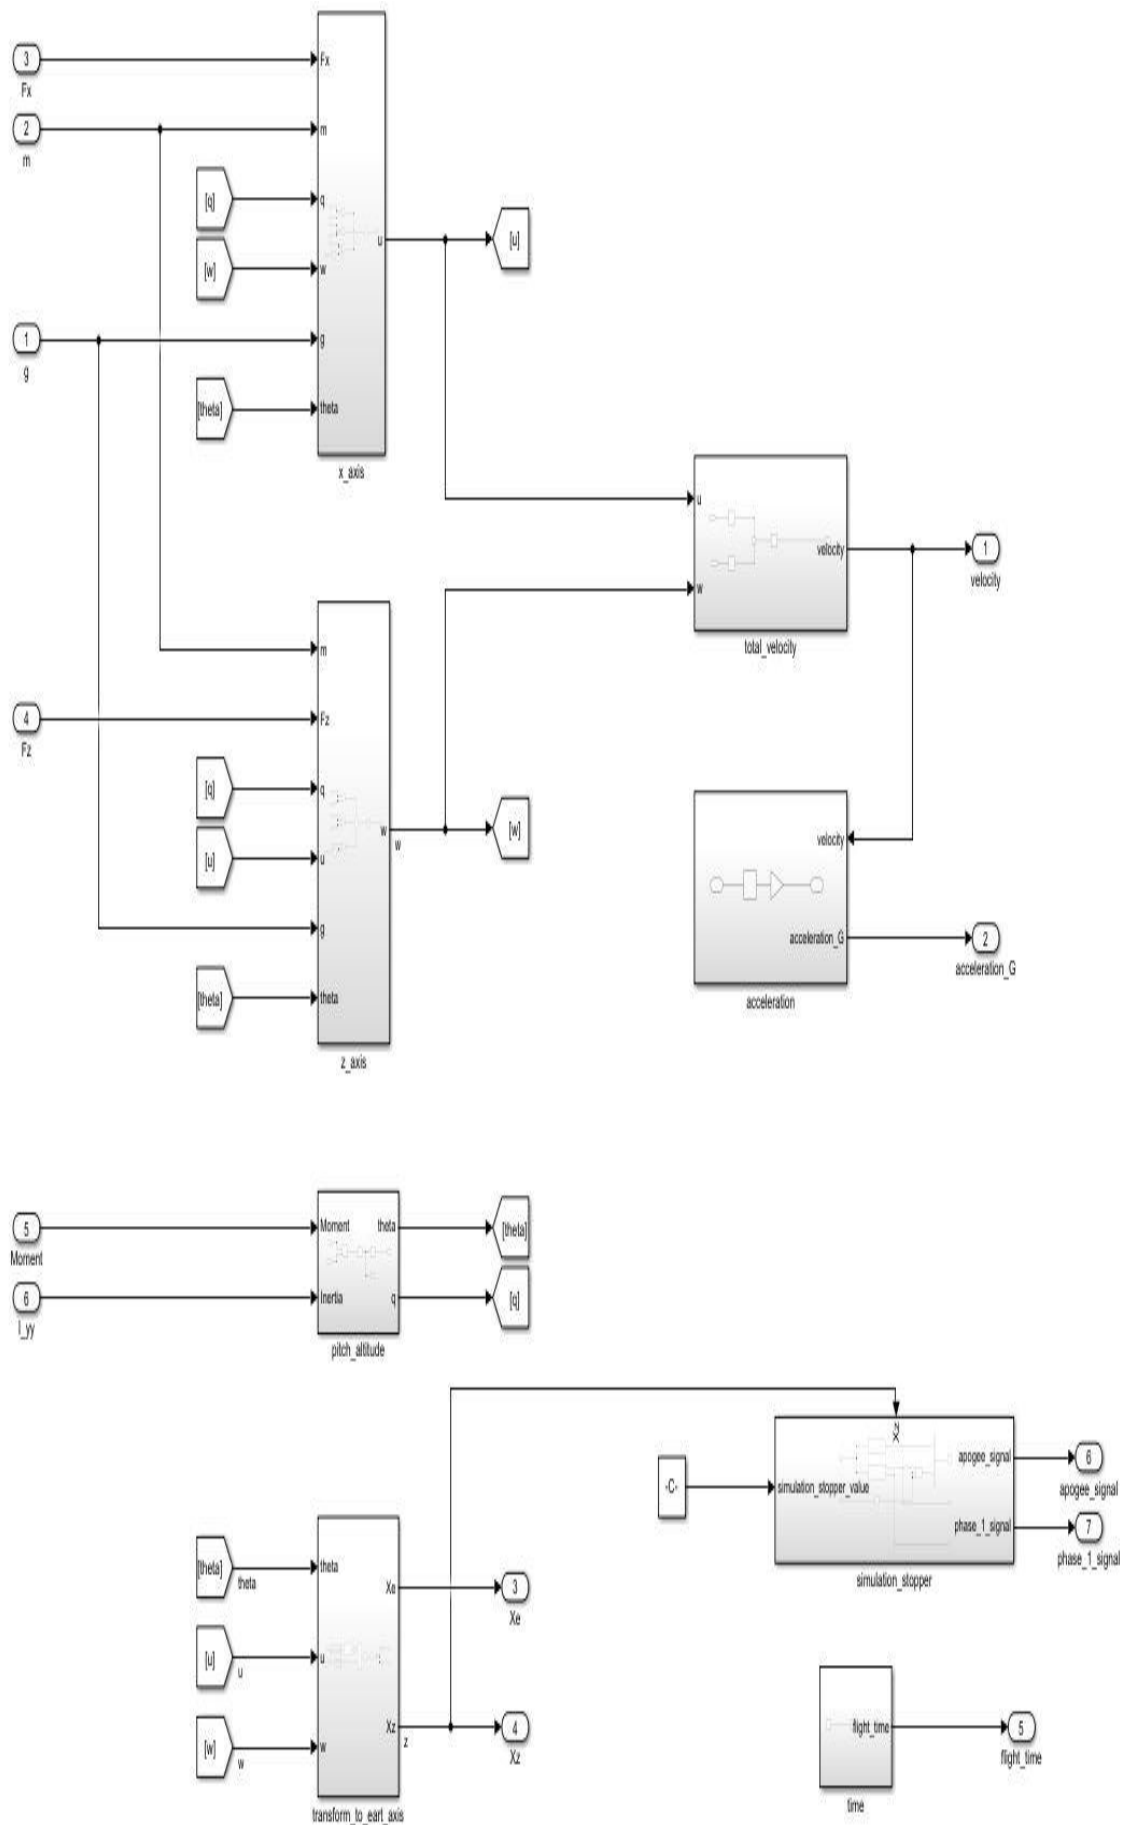 3
Fx
Fx
2
m
m
[q]
q
[w]
w
u
[u]
1
g
g
[theta]
theta
x_axis
u
w
velocity
total_velocity
1
velocity
m
4
Fz
Fz
[q]
q
[u]
u
w
w
[w]
g
[theta]
theta
z_axis
velocity
acceleration_G
acceleration
2
acceleration_G
5
Moment
Moment
theta
[theta]
6
I_yy
Inertia
q
[q]
pitch_altitude
-C-
Xz
simulation_stopper_value
apogee_signal
phase_1_signal
simulation_stopper
6
apogee_signal
7
phase_1_signal
[theta]
theta
theta
Xe
3
Xe
[u]
u
u
[w]
w
w
Xz
z
4
Xz
transform_to_eart_axis
flight_time
time
5
flight_time